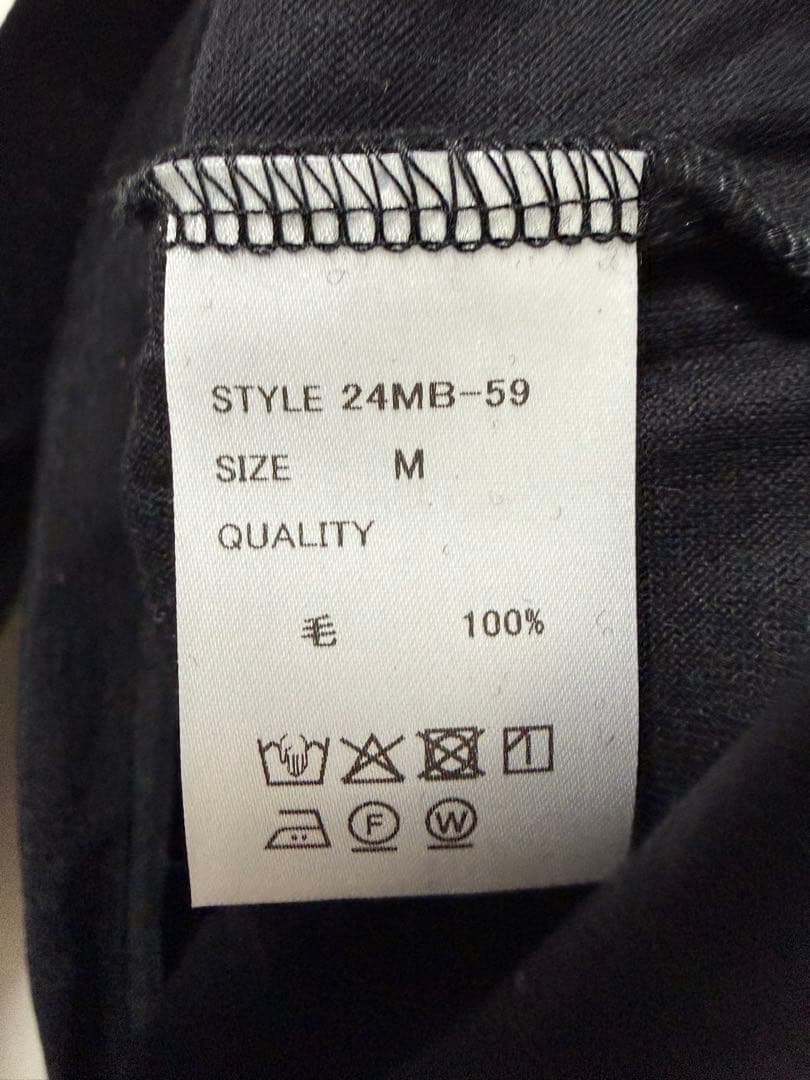 STYLE 24MB-59
SIZE M
QUALITY
毛 100%
F W